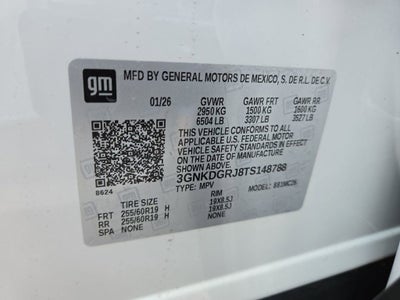 gm MFD BY GENERAL MOTORS DE MEXICO, S. DE R.L. DE C.V.
01/26 GVWR GAWR FRT GAWR RR
2950 KG 1500 KG 1600 KG
6504 LB 3307 LB 3527 LB
THIS VEHICLE CONFORMS TO ALL
APPLICABLE U.S. FEDERAL MOTOR
VEHICLE SAFETY STANDARDS IN EFFECT
ON THE DATE OF MANUFACTURE
SHOWN ABOVE.
3GNKDGRJ8TS148788
8624 TYPE: MPV MODEL: 881MC26
TIRE SIZE RIM
FRT 255/60R19 H 19X8.5J
RR 255/60R19 H 19X8.5J
SPA NONE NONE